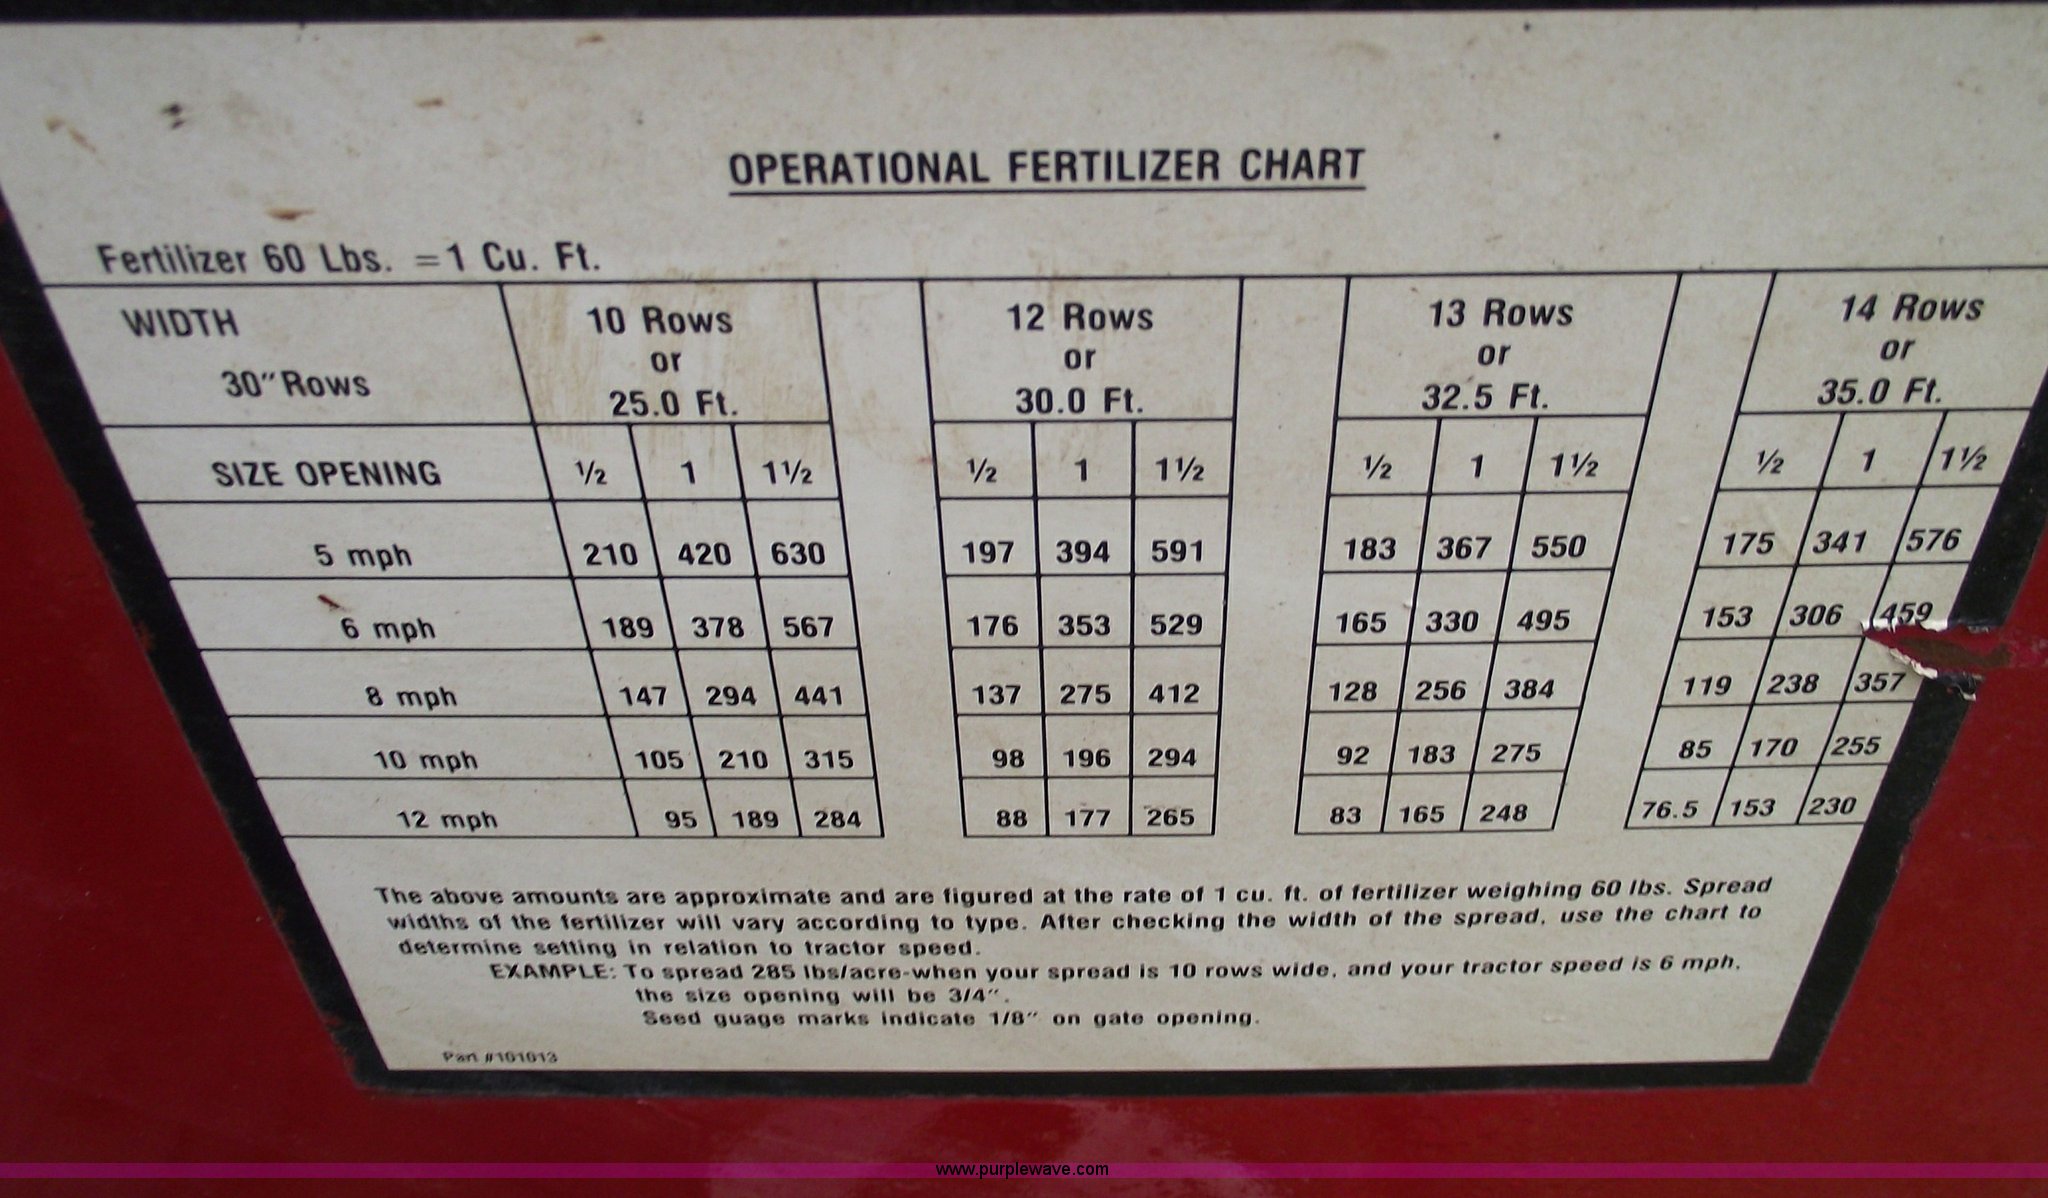 OPERATIONAL FERTILIZER CHART
Fertilizer 60 Lbs. =1 Cu. Ft.
WIDTH 10 Rows 12 Rows 13 Rows 14 Rows
or or or or
30" Rows 25.0 Ft. 30.0 Ft. 32.5 Ft. 35.0 Ft.
SIZE OPENING ½ 1 1½ ½ 1 1½ ½ 1 1½ ½ 1 1½
5 mph 210 420 630 197 394 591 183 367 550 175 341 576
6 mph 189 378 567 176 353 529 165 330 495 153 306 459
8 mph 147 294 441 137 275 412 128 256 384 119 238 357
10 mph 105 210 315 98 196 294 92 183 275 85 170 255
12 mph 95 189 284 88 177 265 83 165 248 76.5 153 230
The above amounts are approximate and are figured at the rate of 1 cu. ft. of fertilizer weighing 60 lbs. Spread
widths of the fertilizer will vary according to type. After checking the width of the spread, use the chart to
determine setting in relation to tractor speed.
EXAMPLE: To spread 285 lbs/acre-when your spread is 10 rows wide, and your tractor speed is 6 mph,
the size opening will be 3/4".
Seed guage marks indicate 1/8" on gate opening.
Part #101013
www.purplewave.com